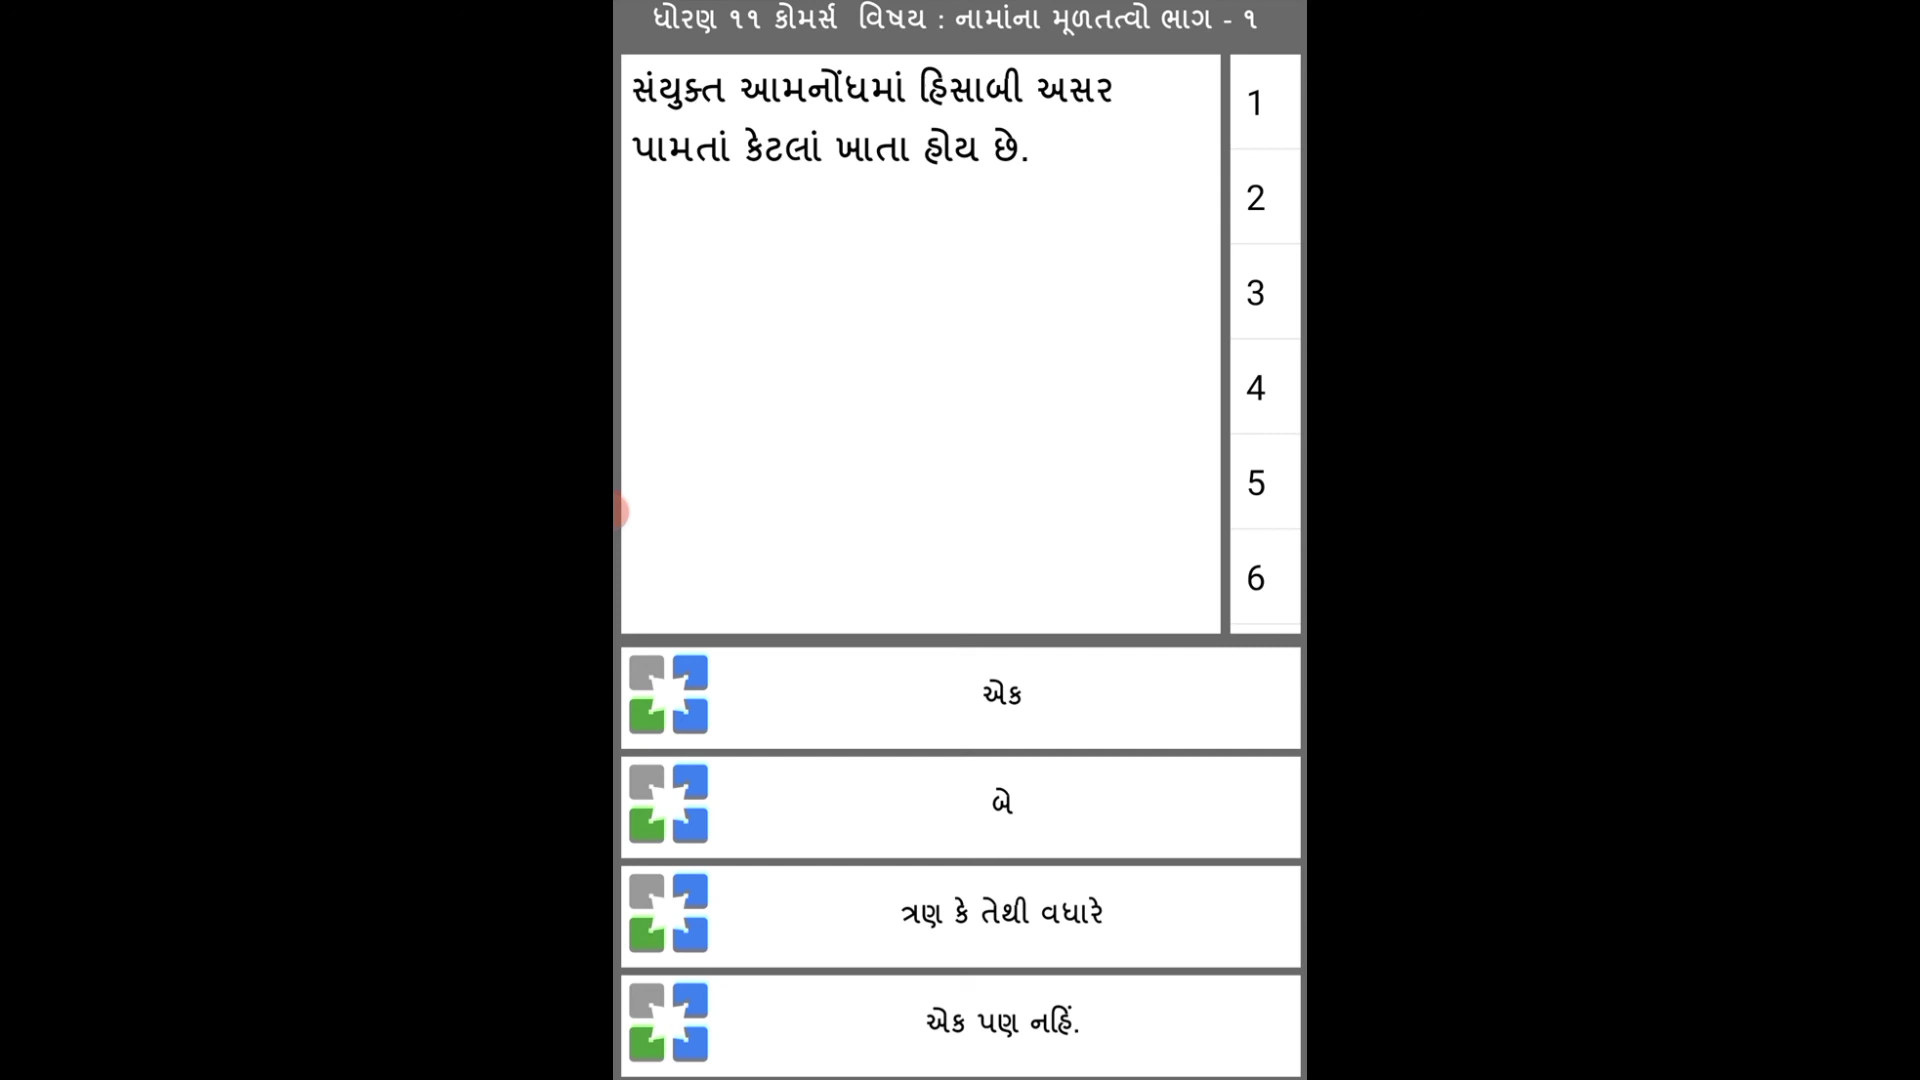 ધોરણ ૧૧ કોમર્સ વિષય : નામાંના મૂળતત્વો ભાગ - ૧
સંયુક્ત આમનોંધમાં હિસાબી અસર
પામતાં કેટલાં ખાતા હોય છે.
1
2
3
4
5
6
એક
બે
ત્રણ કે તેથી વધારે
એક પણ નહિં.